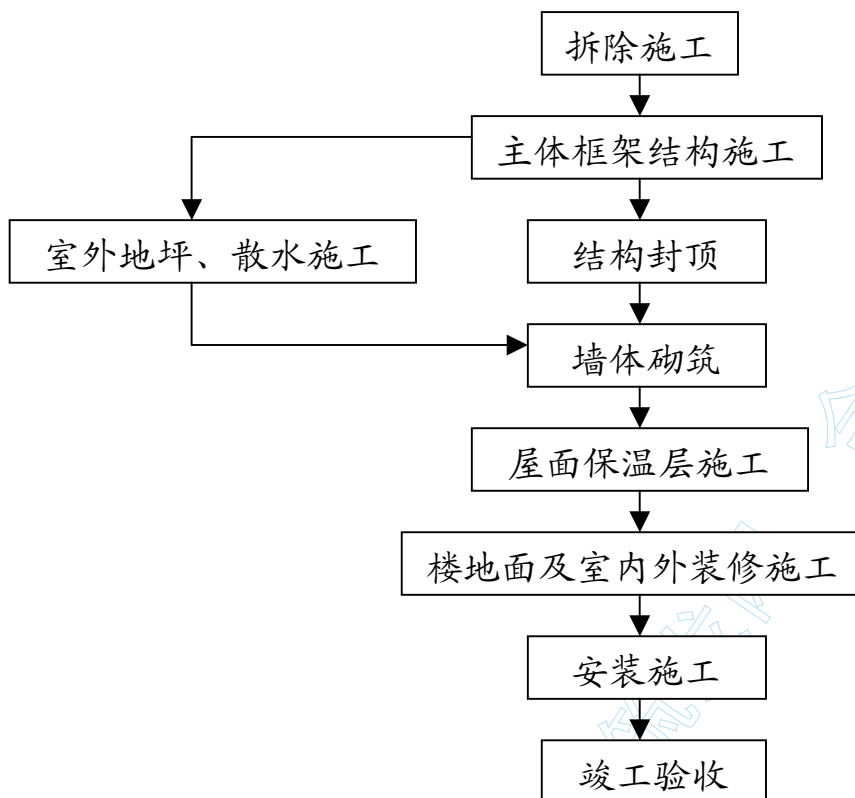 拆除施工
主体框架结构施工
室外地坪、散水施工
结构封顶
墙体砌筑
屋面保温层施工
楼地面及室内外装修施工
安装施工
竣工验收